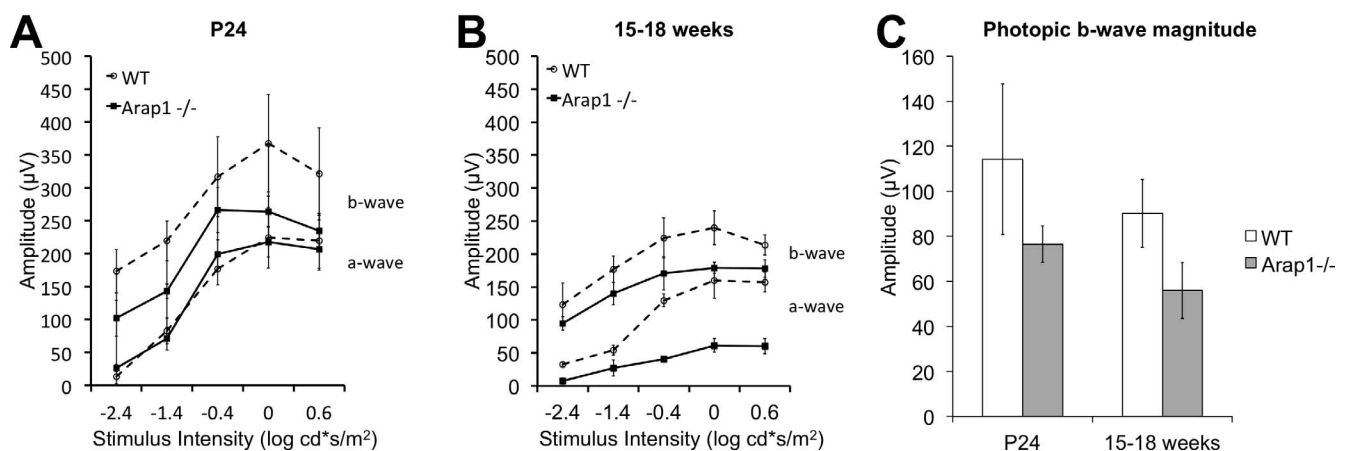 A
P24
500
450
400
350
300
250
200
150
100
50
0
Amplitude (µV)
WT
Arap1 -/-
b-wave
a-wave
-2.4 -1.4 -0.4 0 0.6
Stimulus Intensity (log cd*s/m²)
B
15-18 weeks
500
450
400
350
300
250
200
150
100
50
0
Amplitude (µV)
WT
Arap1 -/-
b-wave
a-wave
-2.4 -1.4 -0.4 0 0.6
Stimulus Intensity (log cd*s/m²)
C
Photopic b-wave magnitude
160
140
120
100
80
60
40
20
0
Amplitude (µV)
WT
Arap1-/-
P24 15-18 weeks